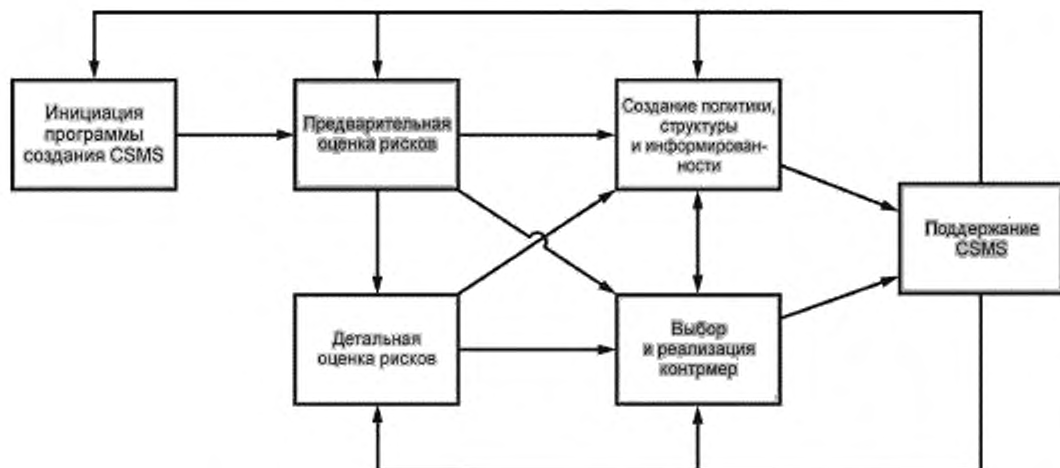 Инициация
программы
создания CSMS
Предварительная
оценка рисков
Создание политики,
структуры
и информирован-
ности
Поддержание
CSMS
Детальная
оценка рисков
Выбор
и реализация
контрмер